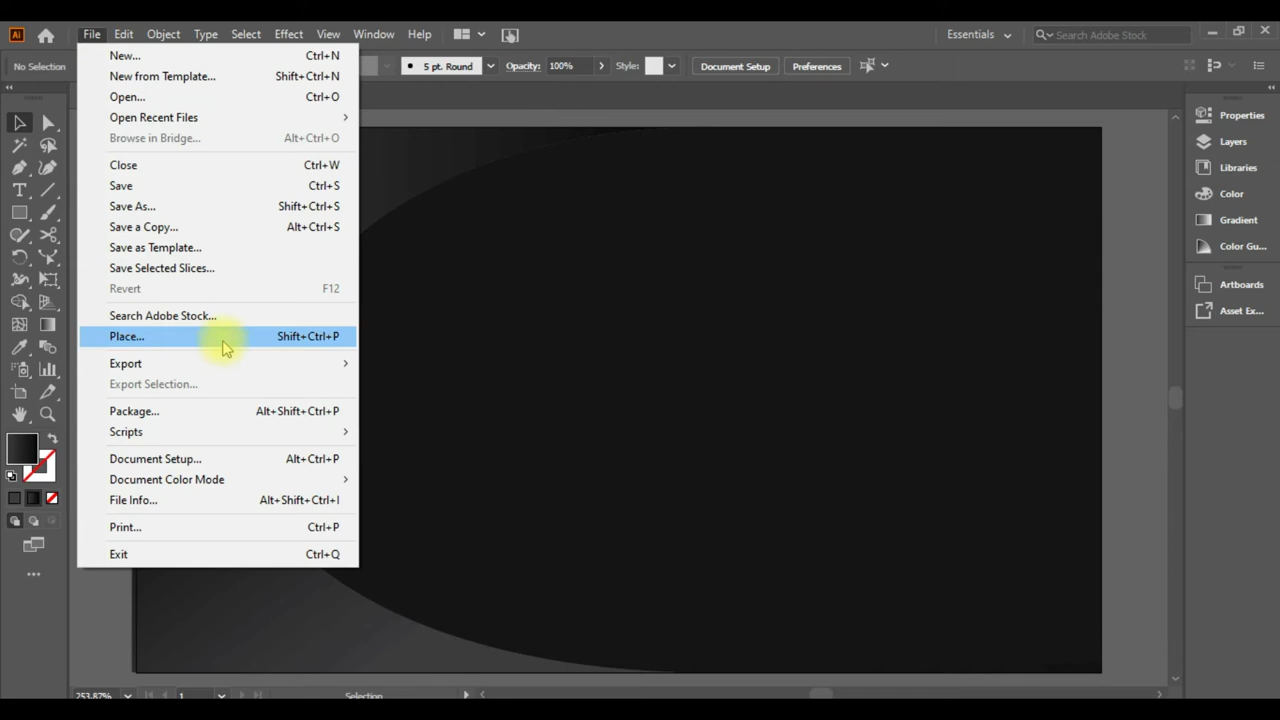 Ai
File Edit Object Type Select Effect View Window Help
Essentials
Search Adobe Stock
No Selection
5 pt. Round
Opacity: 100%
Style:
Document Setup
Preferences
New... Ctrl+N
New from Template... Shift+Ctrl+N
Open... Ctrl+O
Open Recent Files
Browse in Bridge... Alt+Ctrl+O
Close Ctrl+W
Save Ctrl+S
Save As... Shift+Ctrl+S
Save a Copy... Alt+Ctrl+S
Save as Template...
Save Selected Slices...
Revert F12
Search Adobe Stock...
Place... Shift+Ctrl+P
Export
Export Selection...
Package... Alt+Shift+Ctrl+P
Scripts
Document Setup... Alt+Ctrl+P
Document Color Mode
File Info... Alt+Shift+Ctrl+I
Print... Ctrl+P
Exit Ctrl+Q
Properties
Layers
Libraries
Color
Gradient
Color Gu...
Artboards
Asset Ex...
253.87%
1
Selection